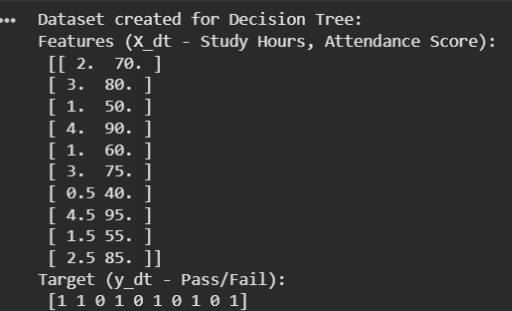 ••• Dataset created for Decision Tree:
Features (X_dt - Study Hours, Attendance Score):
[[ 2. 70. ]
[ 3. 80. ]
[ 1. 50. ]
[ 4. 90. ]
[ 1. 60. ]
[ 3. 75. ]
[ 0.5 40. ]
[ 4.5 95. ]
[ 1.5 55. ]
[ 2.5 85. ]]
Target (y_dt - Pass/Fail):
[1 1 0 1 0 1 0 1 0 1]